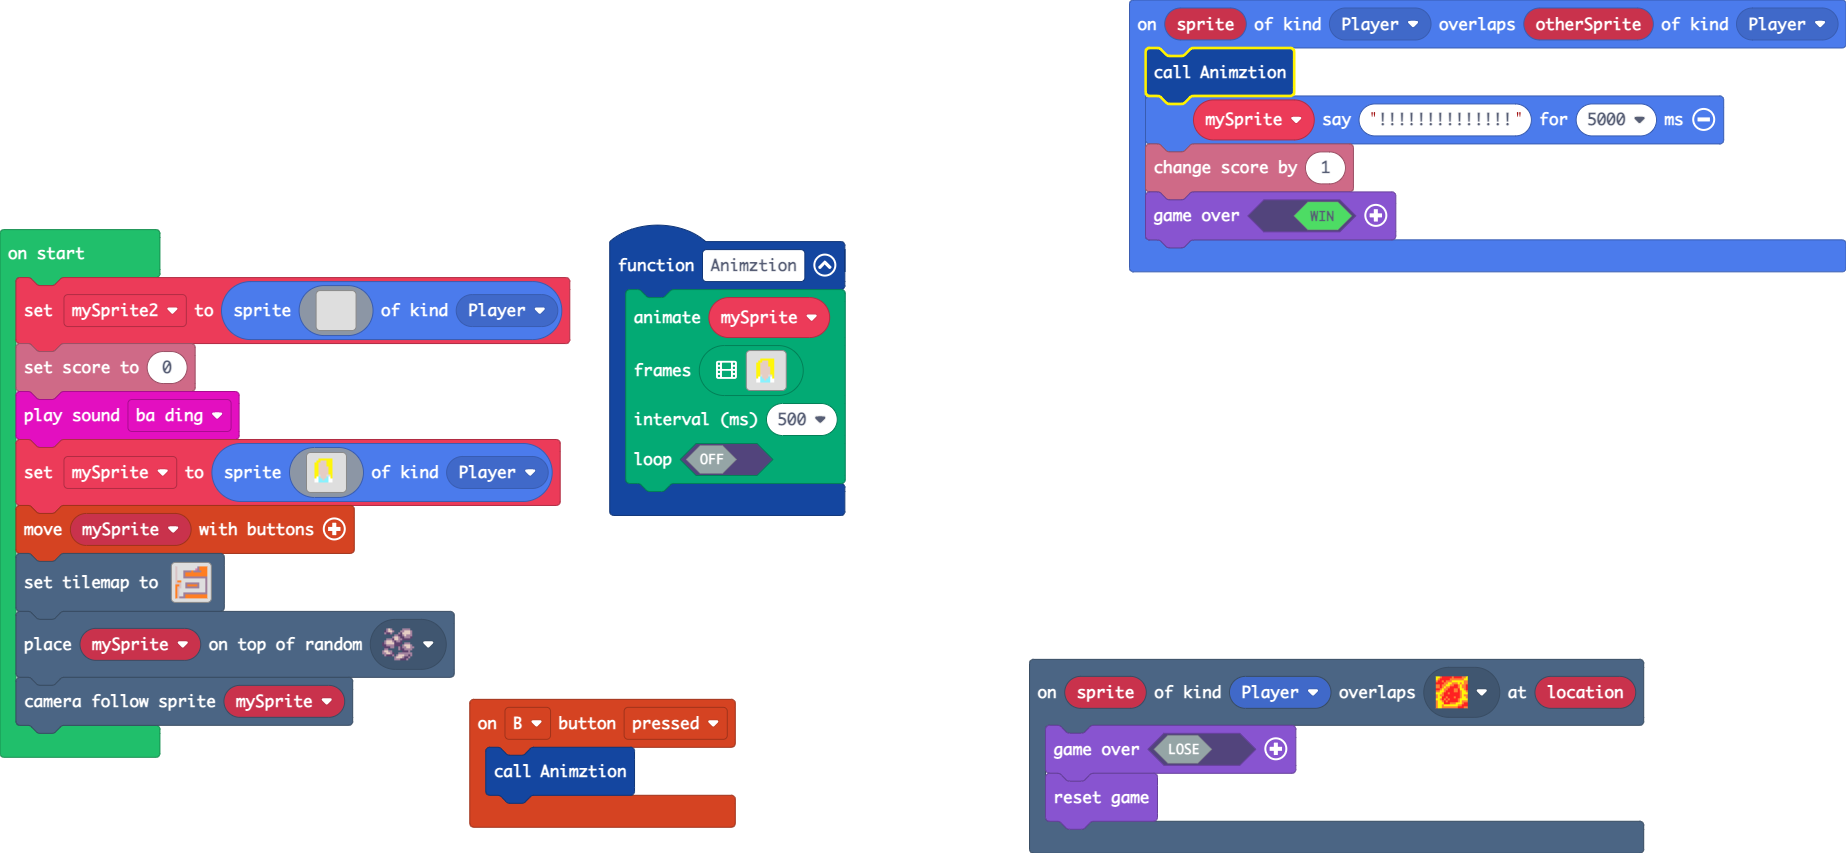 on sprite of kind Player overlaps otherSprite of kind Player
call Animztion
mySprite say "!!!!!!!!!!!!!!" for 5000 ms
change score by 1
game over WIN
on start
set mySprite2 to sprite of kind Player
set score to 0
play sound ba ding
set mySprite to sprite of kind Player
move mySprite with buttons
set tilemap to
place mySprite on top of random
camera follow sprite mySprite
function Animztion
animate mySprite
frames
interval (ms) 500
loop OFF
on B button pressed
call Animztion
on sprite of kind Player overlaps at location
game over LOSE
reset game